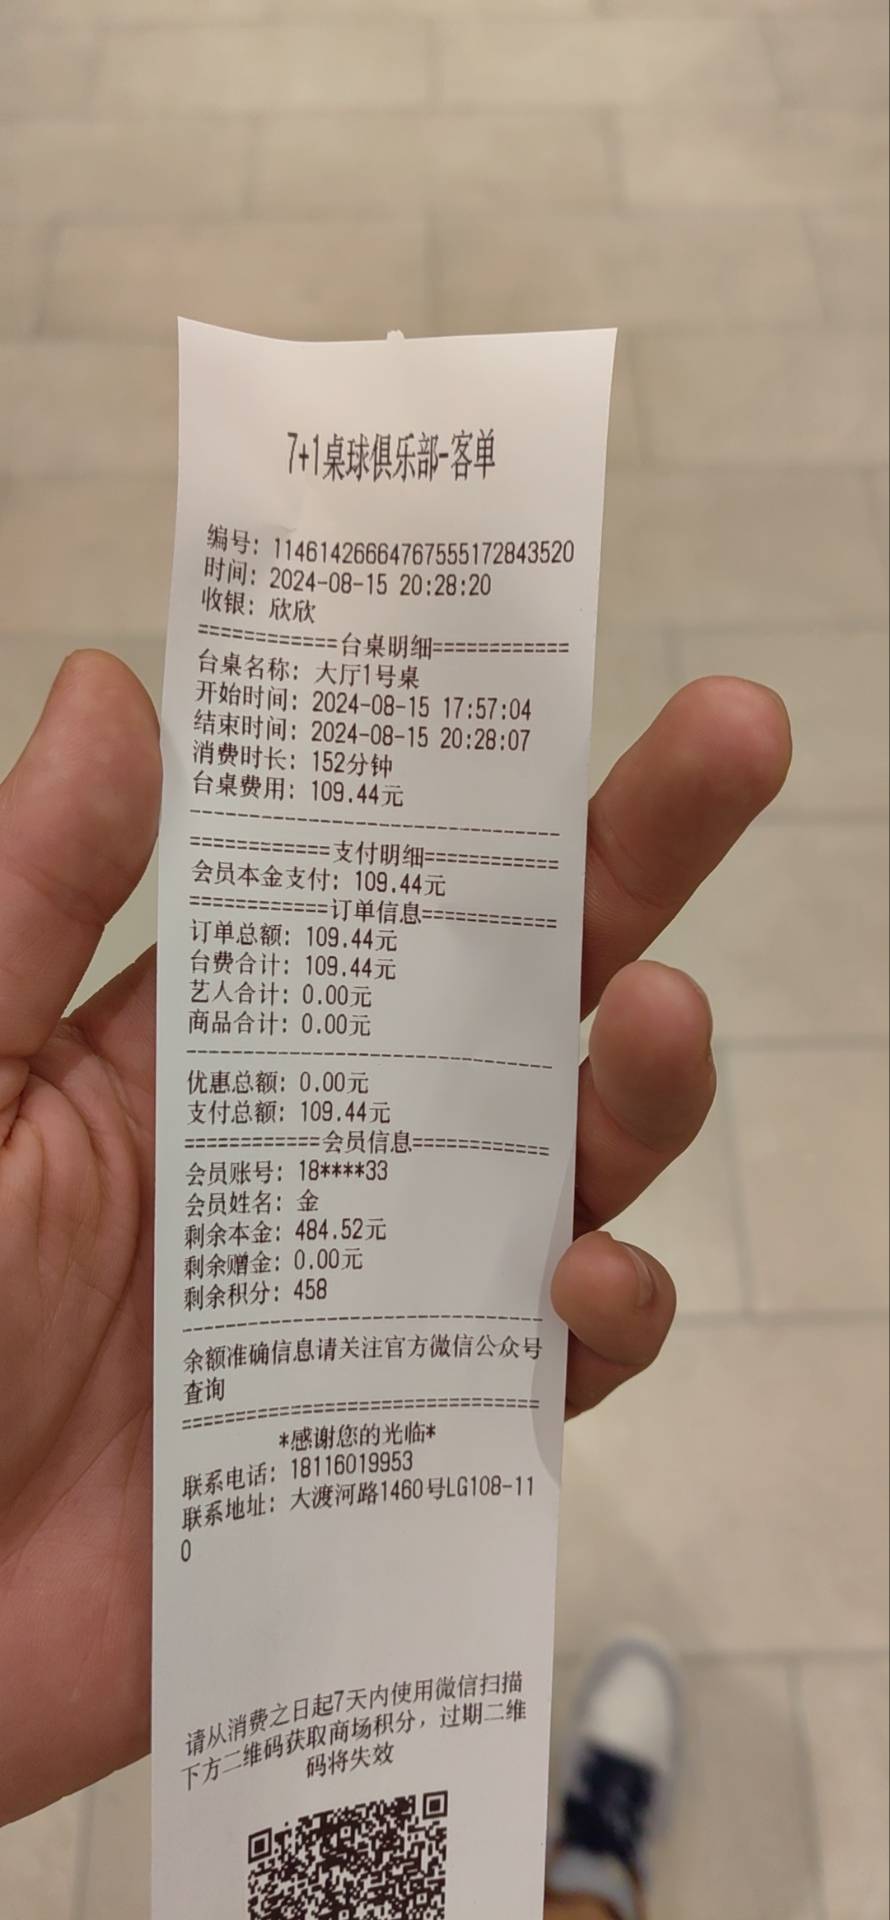 7+1桌球俱乐部-客单
编号: 11461426664767555172843520
时间: 2024-08-15 20:28:20
收银: 欣欣
============台桌明细============
台桌名称: 大厅1号桌
开始时间: 2024-08-15 17:57:04
结束时间: 2024-08-15 20:28:07
消费时长: 152分钟
台桌费用: 109.44元
--------------------------------
============支付明细============
会员本金支付: 109.44元
============订单信息============
订单总额: 109.44元
台费合计: 109.44元
艺人合计: 0.00元
商品合计: 0.00元
--------------------------------
优惠总额: 0.00元
支付总额: 109.44元
============会员信息============
会员账号: 18****33
会员姓名: 金
剩余本金: 484.52元
剩余赠金: 0.00元
剩余积分: 458
--------------------------------
余额准确信息请关注官方微信公众号
查询
================================
*感谢您的光临*
联系电话: 18116019953
联系地址: 大渡河路1460号LG108-11
0
请从消费之日起7天内使用微信扫描
下方二维码获取商场积分，过期二维
码将失效